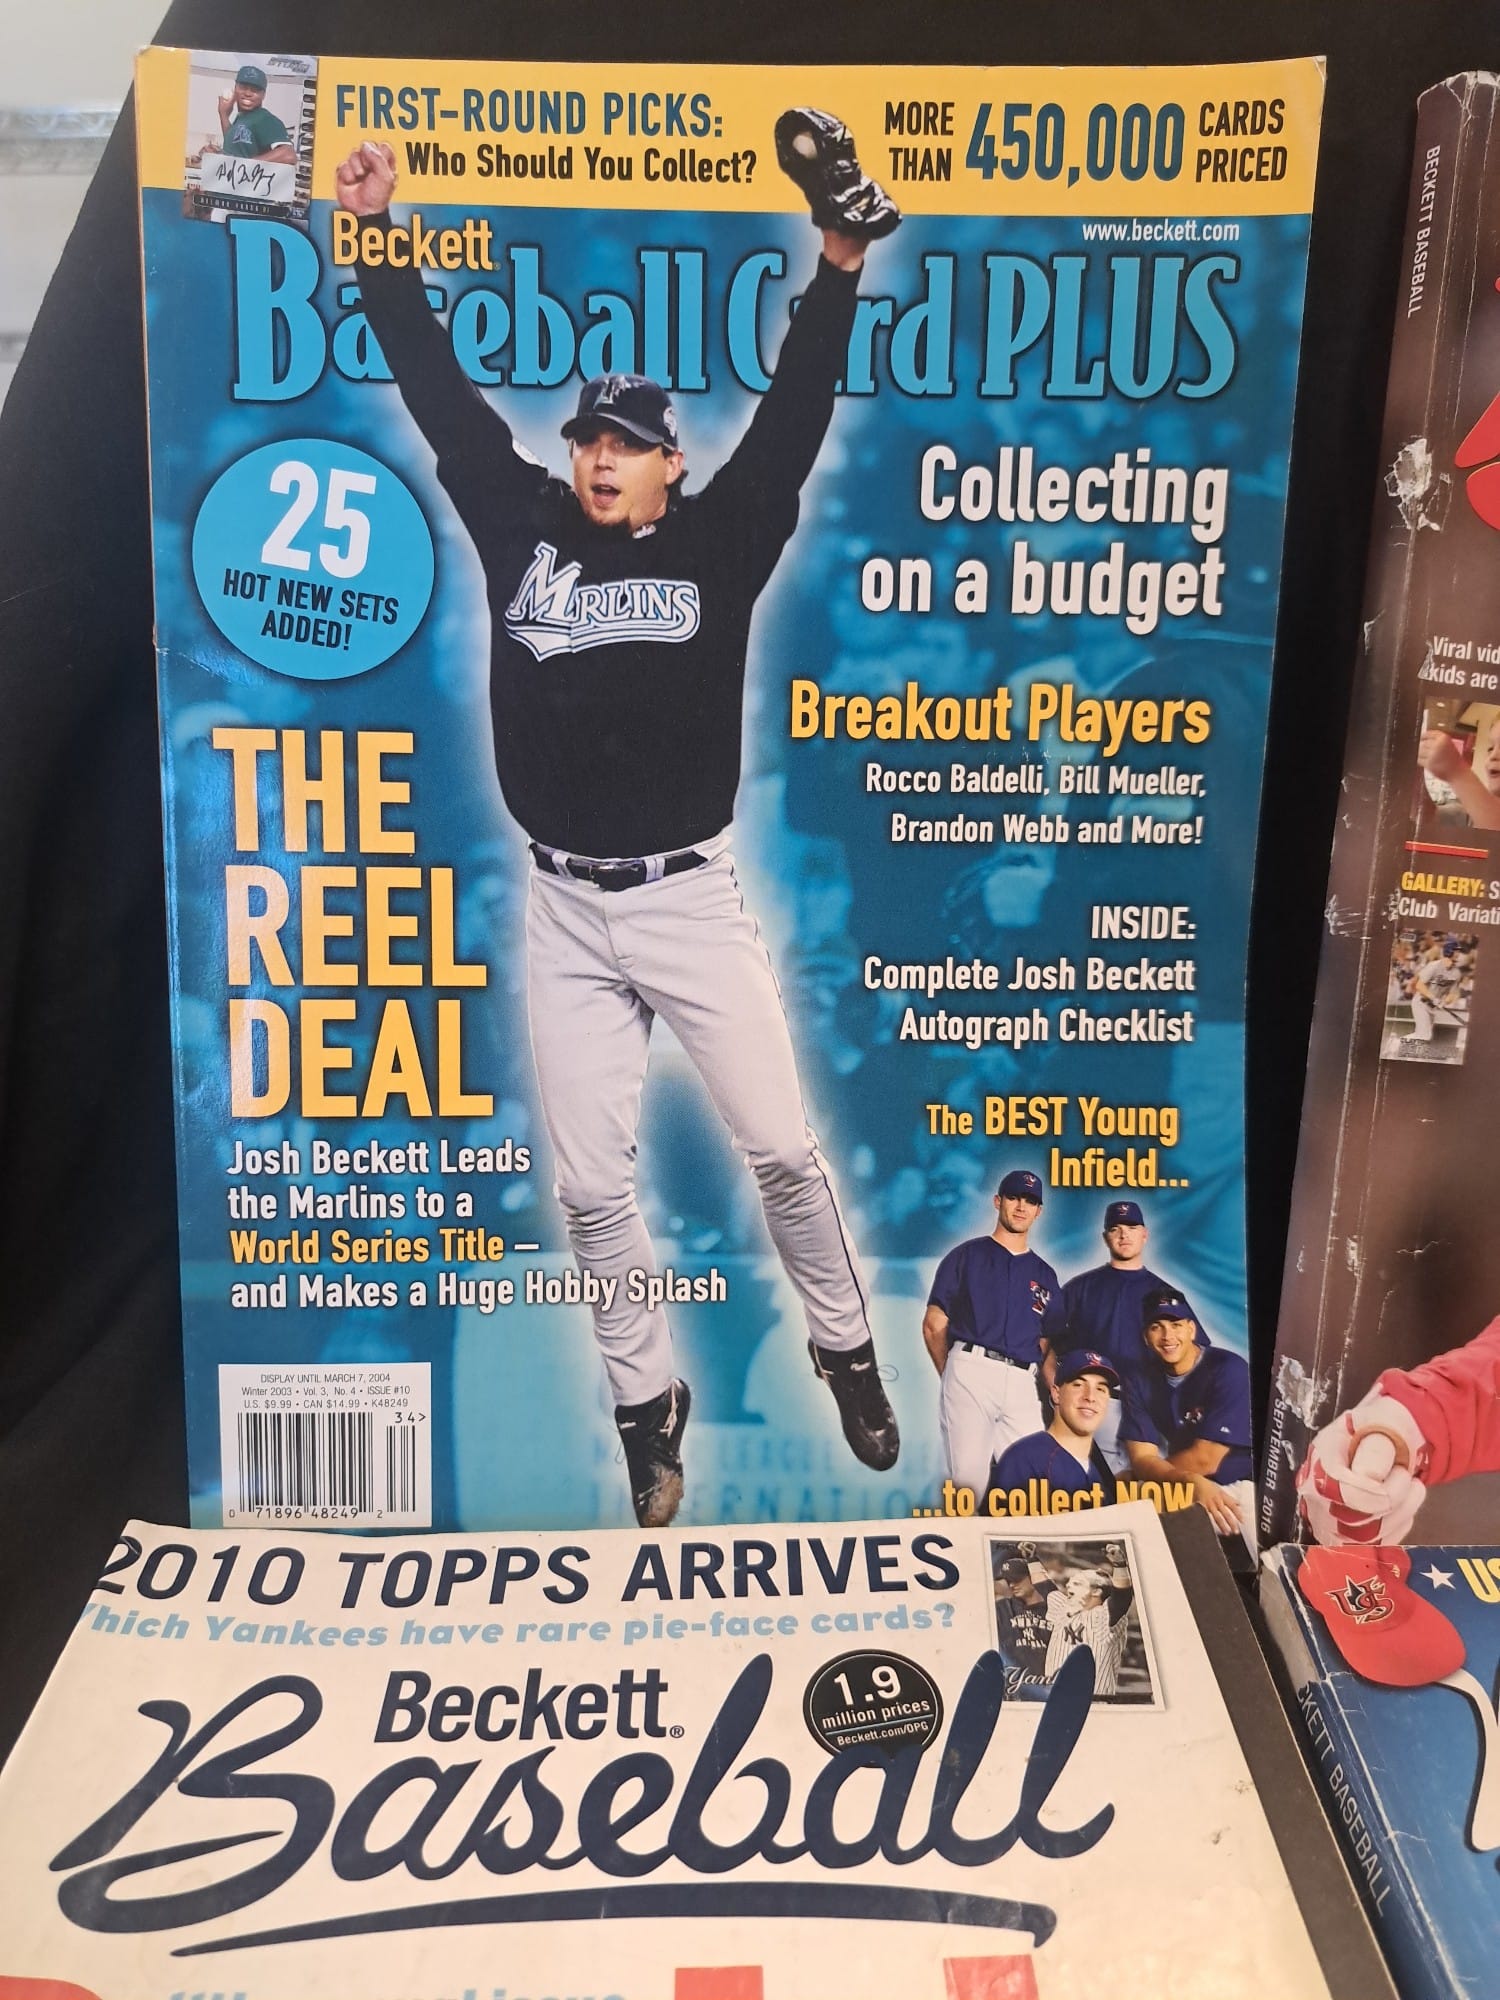 FIRST-ROUND PICKS:
Who Should You Collect?
MORE THAN 450,000 CARDS PRICED
www.beckett.com
Beckett
Baseball Card PLUS
25
HOT NEW SETS
ADDED!
Collecting
on a budget
Breakout Players
Rocco Baldelli, Bill Mueller,
Brandon Webb and More!
MARLINS
THE
REEL
DEAL
INSIDE:
Complete Josh Beckett
Autograph Checklist
Josh Beckett Leads
the Marlins to a
World Series Title –
and Makes a Huge Hobby Splash
The BEST Young
Infield...
...to collect NOW
DISPLAY UNTIL MARCH 7, 2004
Winter 2003 • Vol. 3, No. 4 • ISSUE #10
U.S. $9.99 • CAN $14.99 • K48249
34>
0 71896 48249 2
2010 TOPPS ARRIVES
Which Yankees have rare pie-face cards?
Beckett®
Baseball
1.9
million prices
Beckett.com/OPG
BECKETT BASEBALL
Viral vid
kids are
GALLERY: S
Club Variati
SEPTEMBER 2016
US
BECKETT BASEBALL